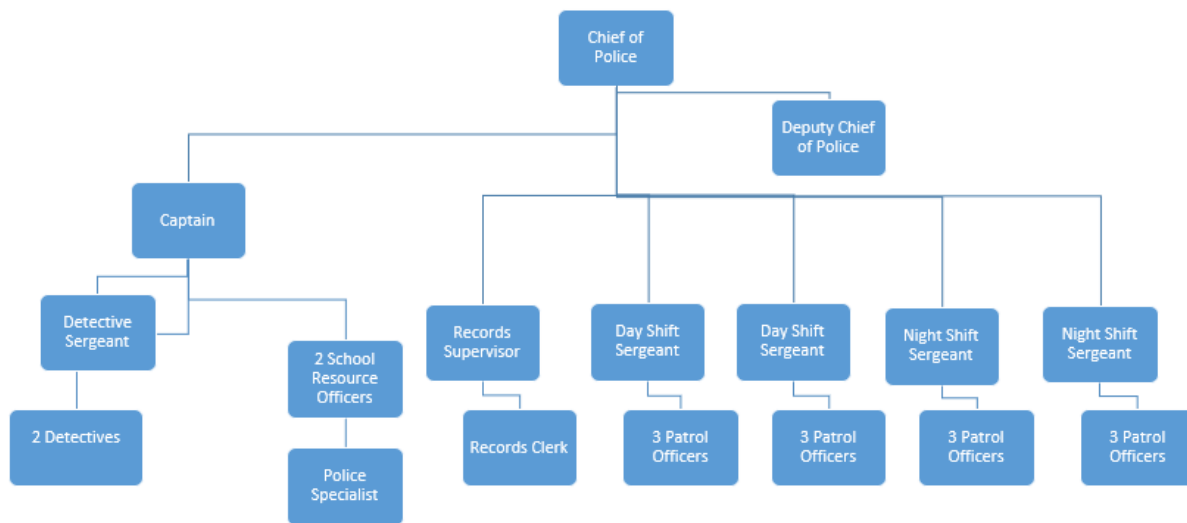 Chief of
Police
Deputy Chief
of Police
Captain
Detective
Sergeant
2 School
Resource
Officers
Records
Supervisor
Day Shift
Sergeant
Day Shift
Sergeant
Night Shift
Sergeant
Night Shift
Sergeant
2 Detectives
Police
Specialist
Records Clerk
3 Patrol
Officers
3 Patrol
Officers
3 Patrol
Officers
3 Patrol
Officers